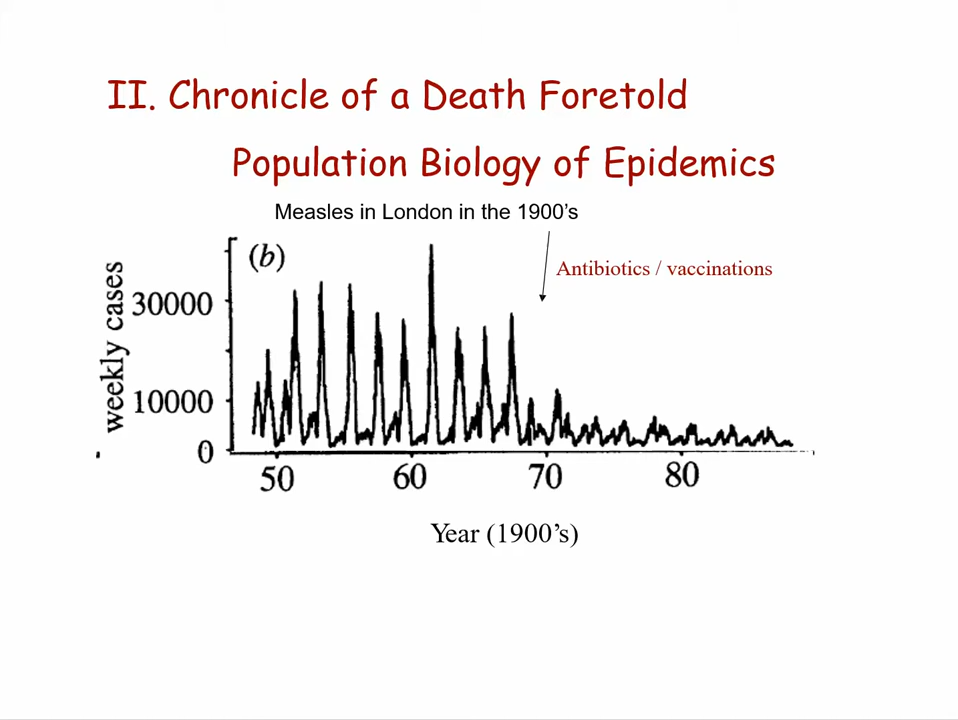 II. Chronicle of a Death Foretold
Population Biology of Epidemics
Measles in London in the 1900's
(b)
Antibiotics / vaccinations
weekly cases
30000
10000
0
50 60 70 80
Year (1900's)